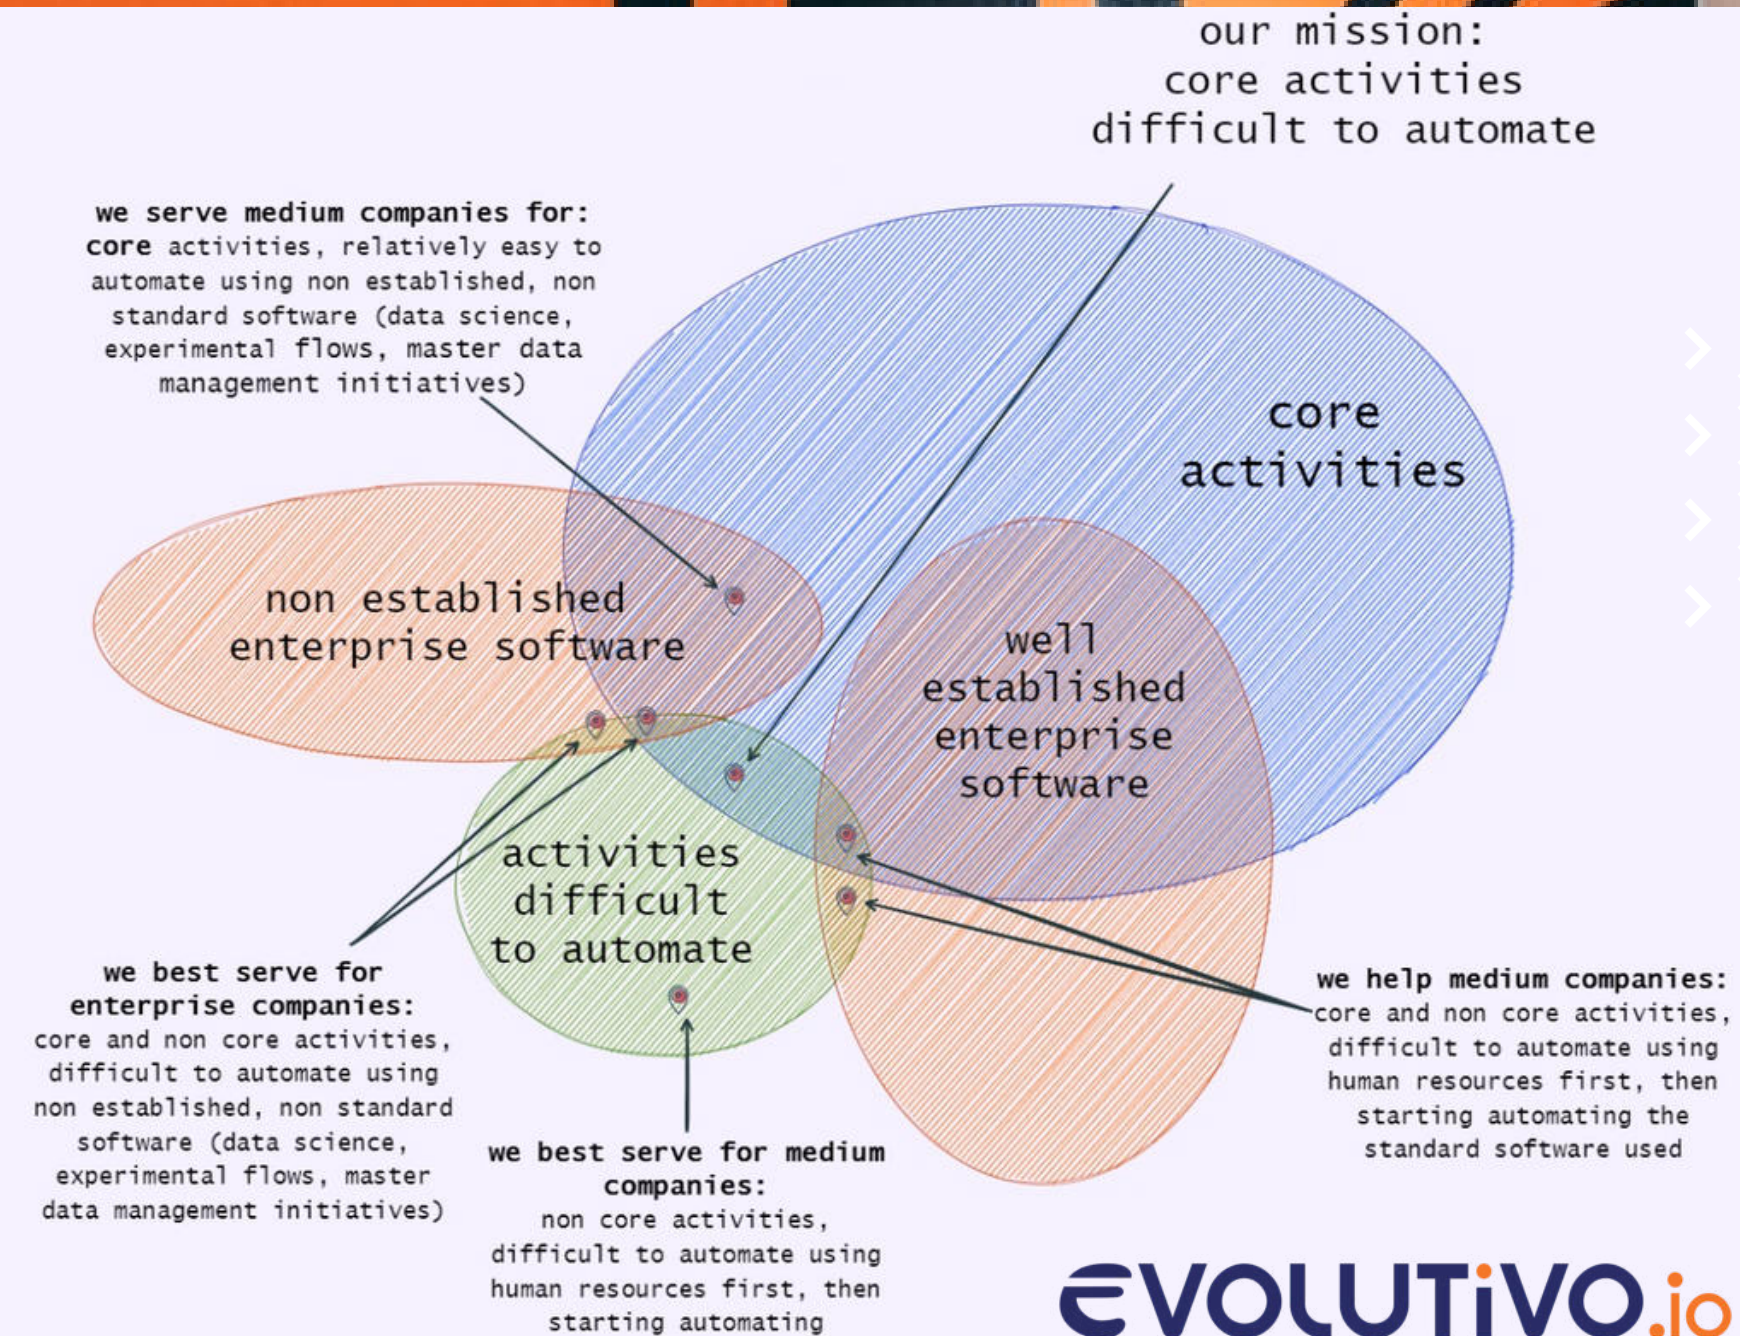 our mission:
core activities
difficult to automate
we serve medium companies for:
core activities, relatively easy to
automate using non established, non
standard software (data science,
experimental flows, master data
management initiatives)
core
activities
non established
enterprise software
well
established
enterprise
software
activities
difficult
to automate
we best serve for
enterprise companies:
core and non core activities,
difficult to automate using
non established, non standard
software (data science,
experimental flows, master
data management initiatives)
we best serve for medium
companies:
non core activities,
difficult to automate using
human resources first, then
starting automating
we help medium companies:
core and non core activities,
difficult to automate using
human resources first, then
starting automating the
standard software used
EVOLUTiVO.io